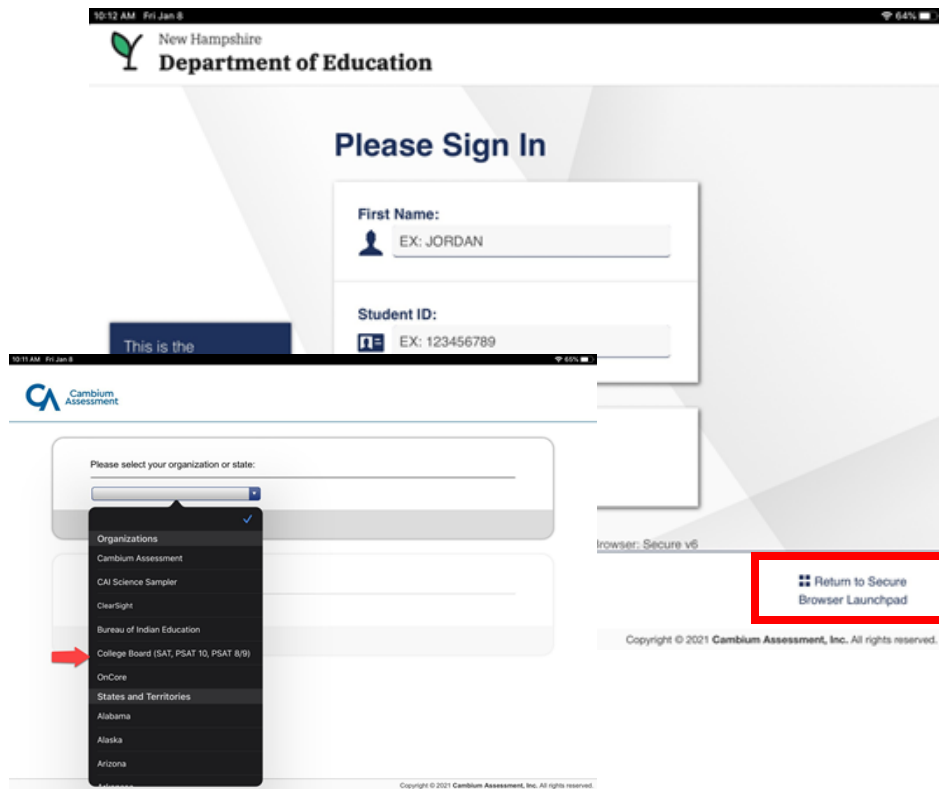 10:12 AM Fri Jan 8
64%
New Hampshire
Department of Education
Please Sign In
First Name:
EX: JORDAN
Student ID:
EX: 123456789
This is the
Browser: Secure v6
Return to Secure
Browser Launchpad
Copyright © 2021 Cambium Assessment, Inc. All rights reserved.
10:11 AM Fri Jan 8
65%
CA Cambium
Assessment
Please select your organization or state:
Organizations
Cambium Assessment
CAI Science Sampler
ClearSight
Bureau of Indian Education
College Board (SAT, PSAT 10, PSAT 8/9)
OnCore
States and Territories
Alabama
Alaska
Arizona
Copyright © 2021 Cambium Assessment, Inc. All rights reserved.